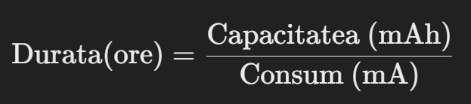 Durata(ore) = Capacitatea (mAh) / Consum (mA)